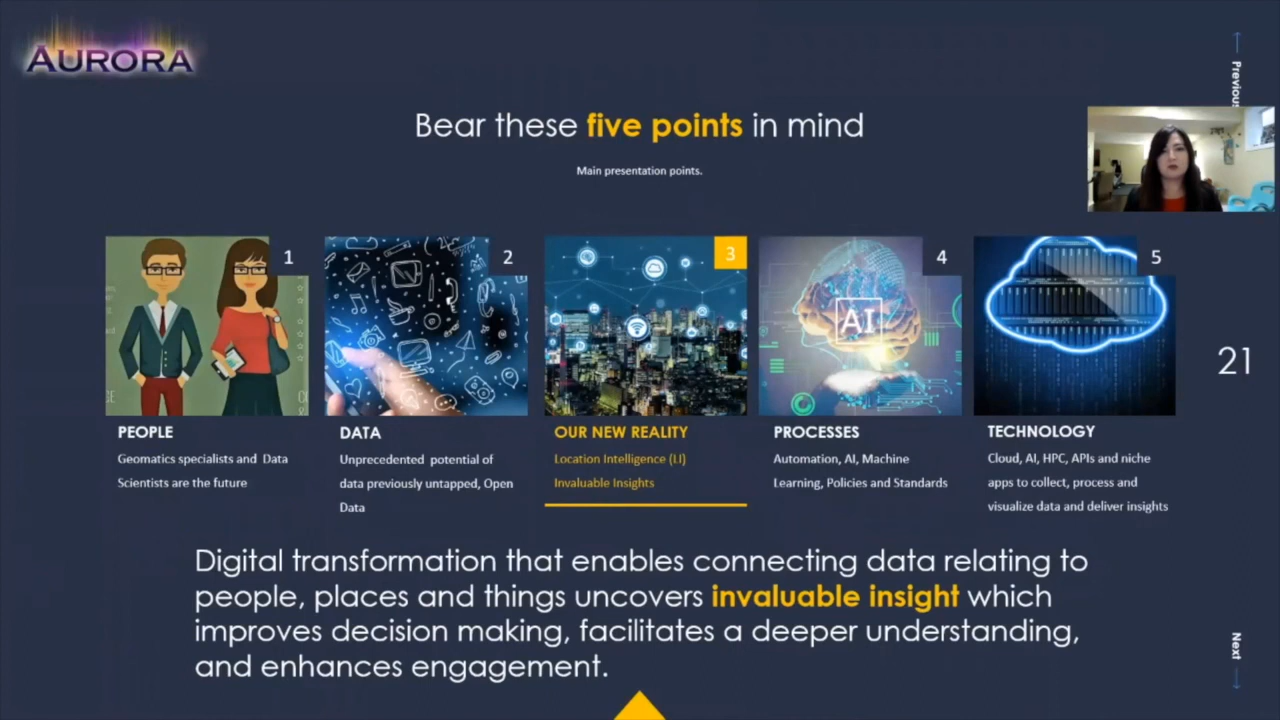 AURORA
Previous
Bear these five points in mind
Main presentation points.
1
2
3
4
5
AI
21
PEOPLE
Geomatics specialists and Data
Scientists are the future
DATA
Unprecedented potential of
data previously untapped, Open
Data
OUR NEW REALITY
Location Intelligence (LI)
Invaluable Insights
PROCESSES
Automation, AI, Machine
Learning, Policies and Standards
TECHNOLOGY
Cloud, AI, HPC, APIs and niche
apps to collect, process and
visualize data and deliver insights
Digital transformation that enables connecting data relating to
people, places and things uncovers invaluable insight which
improves decision making, facilitates a deeper understanding,
and enhances engagement.
Next